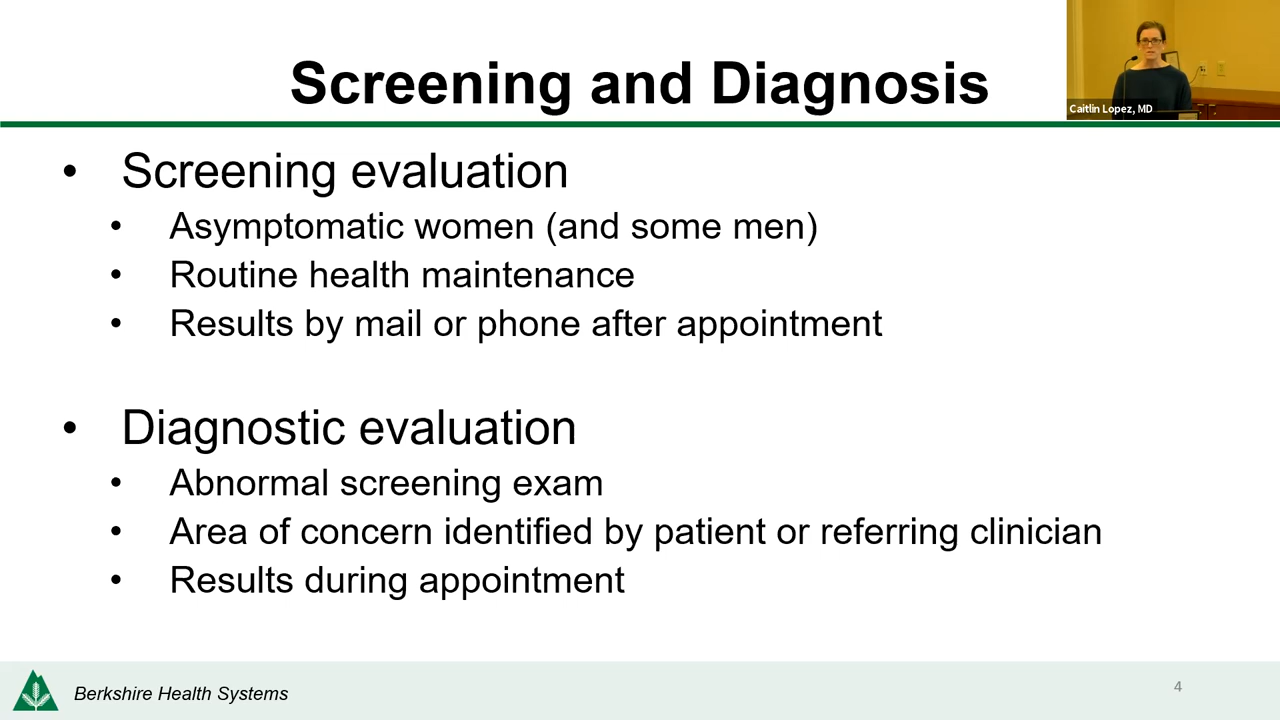 Screening and Diagnosis
Caitlin Lopez, MD
• Screening evaluation
• Asymptomatic women (and some men)
• Routine health maintenance
• Results by mail or phone after appointment
• Diagnostic evaluation
• Abnormal screening exam
• Area of concern identified by patient or referring clinician
• Results during appointment
Berkshire Health Systems
4